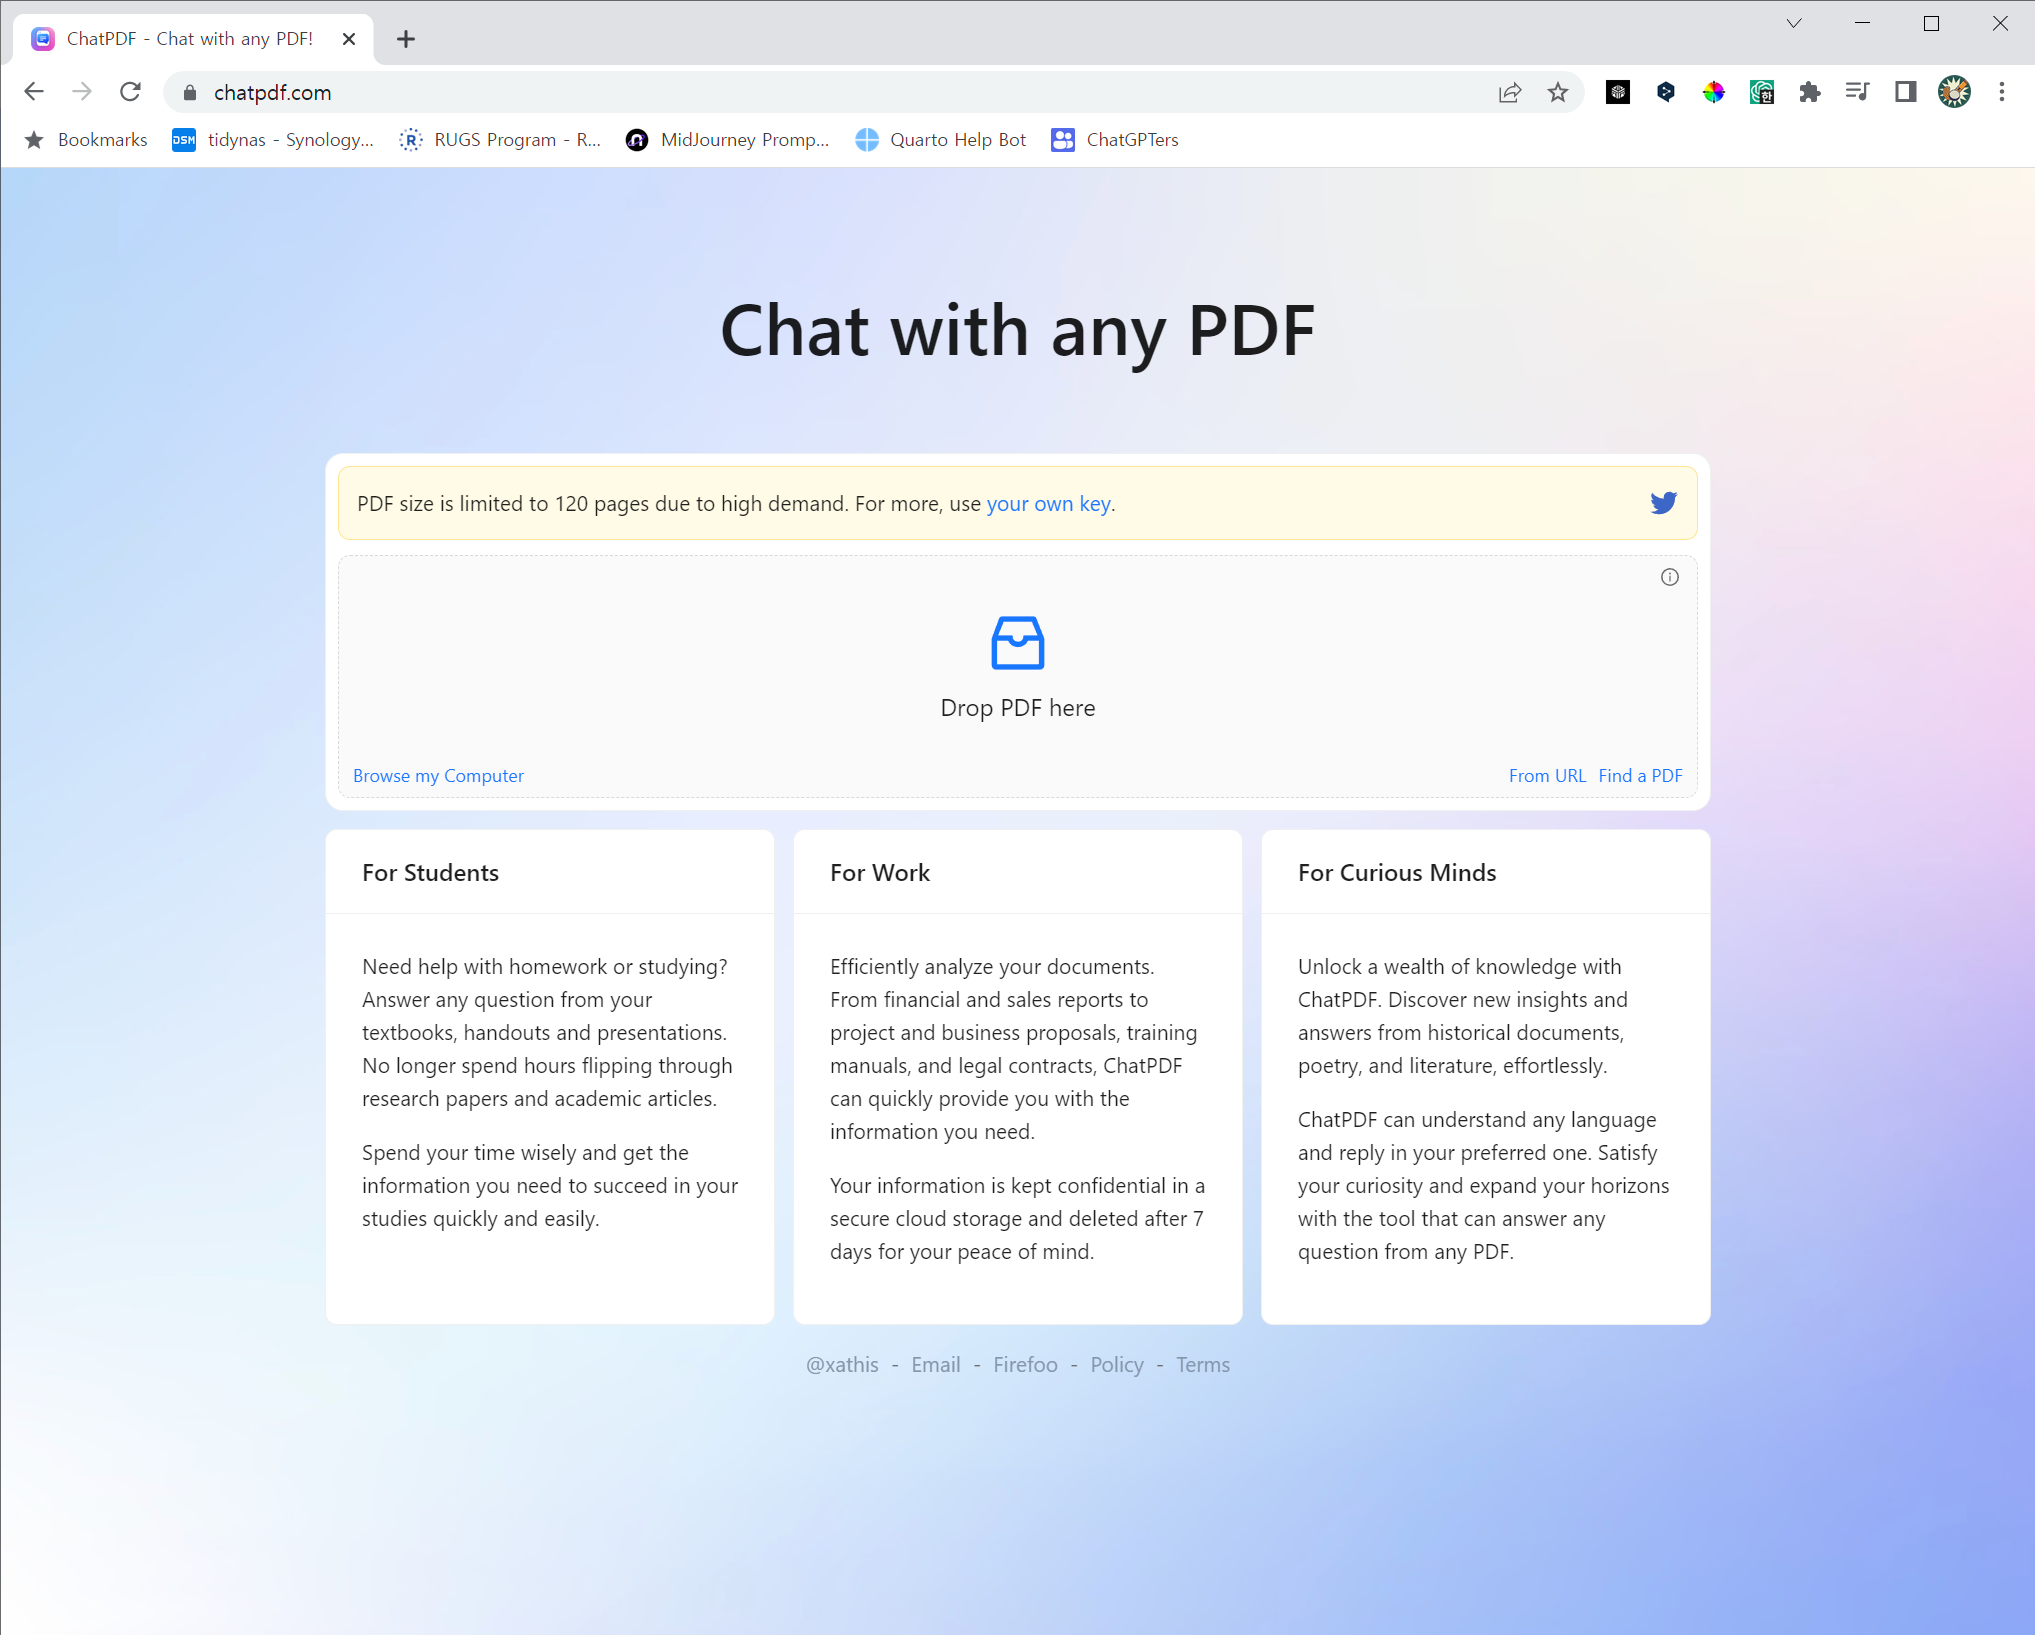 ChatPDF - Chat with any PDF!
chatpdf.com
Bookmarks
DSM
tidynas - Synology...
R
RUGS Program - R...
MidJourney Promp...
Quarto Help Bot
ChatGPTers
한
Chat with any PDF
PDF size is limited to 120 pages due to high demand. For more, use your own key.
Drop PDF here
Browse my Computer
From URL
Find a PDF
For Students
Need help with homework or studying?
Answer any question from your
textbooks, handouts and presentations.
No longer spend hours flipping through
research papers and academic articles.
Spend your time wisely and get the
information you need to succeed in your
studies quickly and easily.
For Work
Efficiently analyze your documents.
From financial and sales reports to
project and business proposals, training
manuals, and legal contracts, ChatPDF
can quickly provide you with the
information you need.
Your information is kept confidential in a
secure cloud storage and deleted after 7
days for your peace of mind.
For Curious Minds
Unlock a wealth of knowledge with
ChatPDF. Discover new insights and
answers from historical documents,
poetry, and literature, effortlessly.
ChatPDF can understand any language
and reply in your preferred one. Satisfy
your curiosity and expand your horizons
with the tool that can answer any
question from any PDF.
@xathis - Email - Firefoo - Policy - Terms